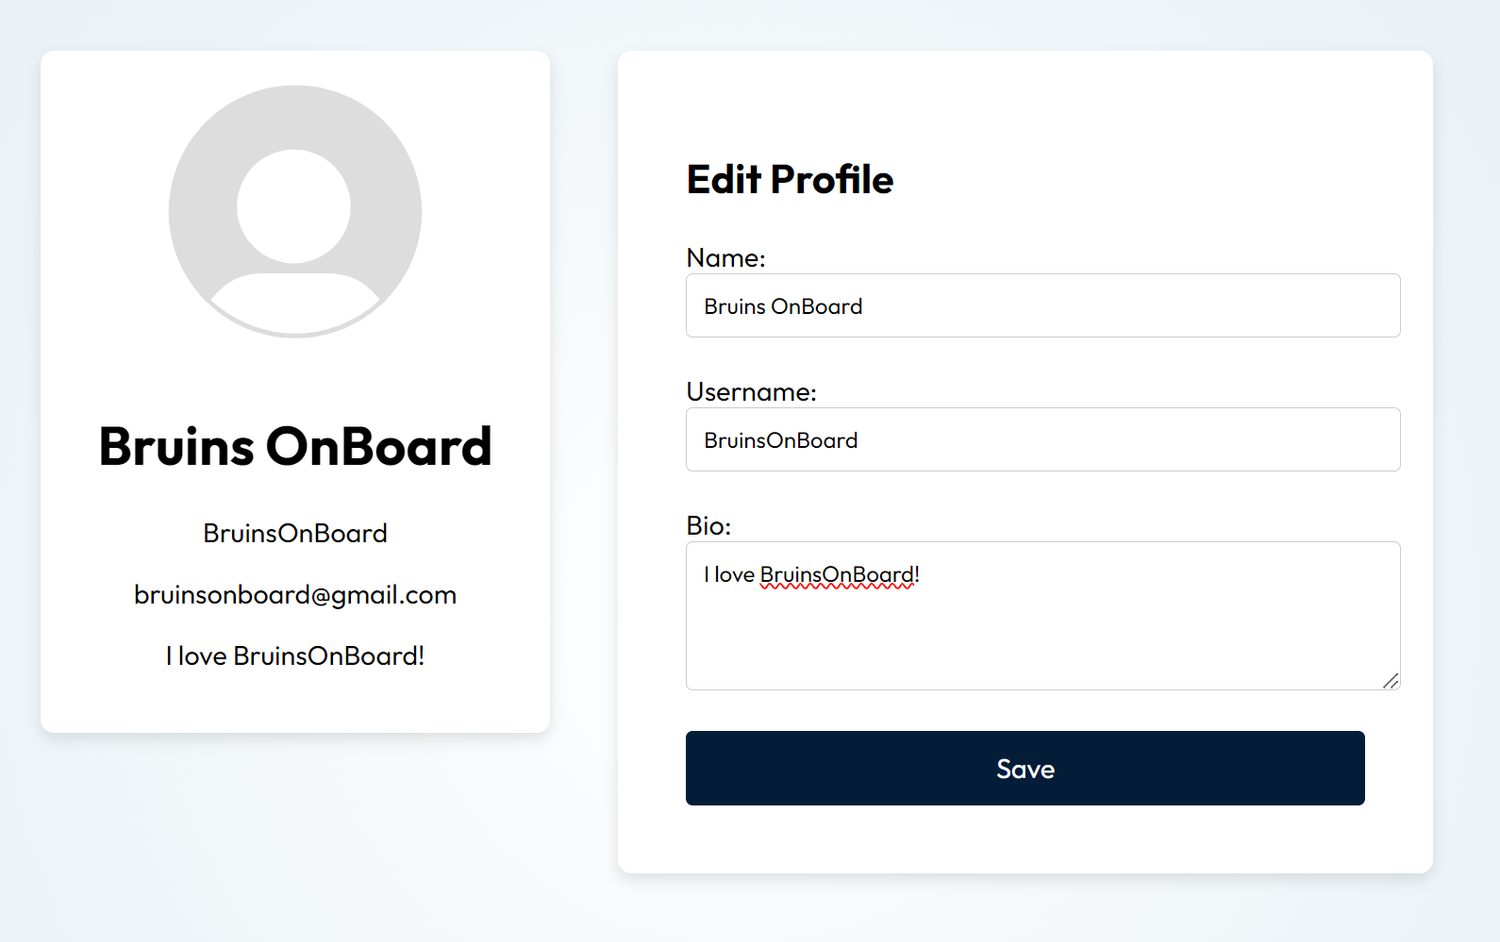 Bruins OnBoard
BruinsOnBoard
bruinsonboard@gmail.com
I love BruinsOnBoard!
Edit Profile
Name:
Bruins OnBoard
Username:
BruinsOnBoard
Bio:
I love BruinsOnBoard!
Save